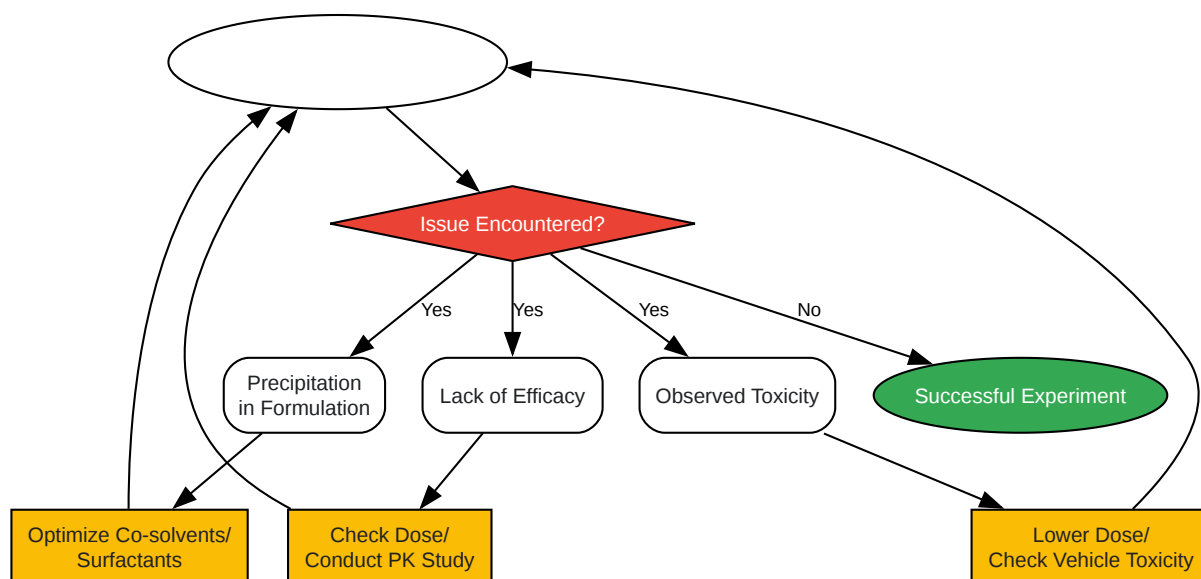 Issue Encountered?
Yes
Yes
Yes
No
Precipitation
in Formulation
Lack of Efficacy
Observed Toxicity
Successful Experiment
Optimize Co-solvents/
Surfactants
Check Dose/
Conduct PK Study
Lower Dose/
Check Vehicle Toxicity